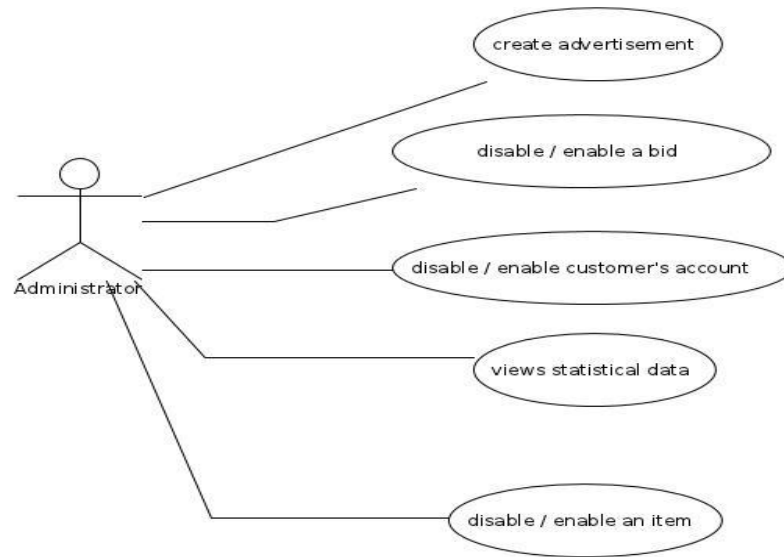 create advertisement
disable / enable a bid
disable / enable customer's account
Administrator
views statistical data
disable / enable an item